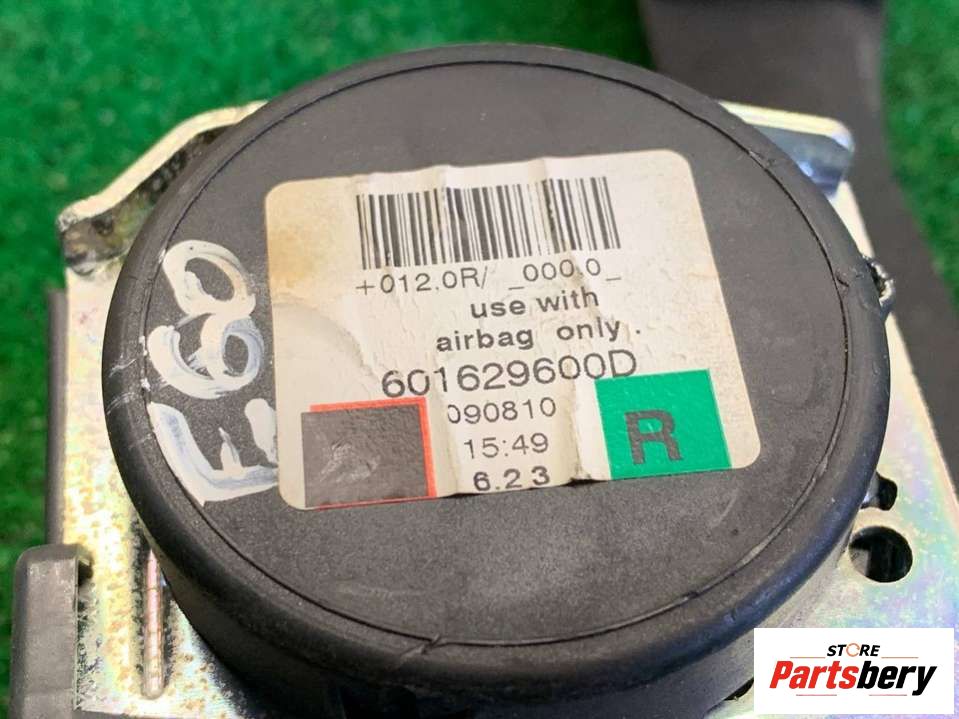 +012.0R/ _000.0_
use with
airbag only.
601629600D
090810
15:49
6.23
R
E60
STORE
Partsbery